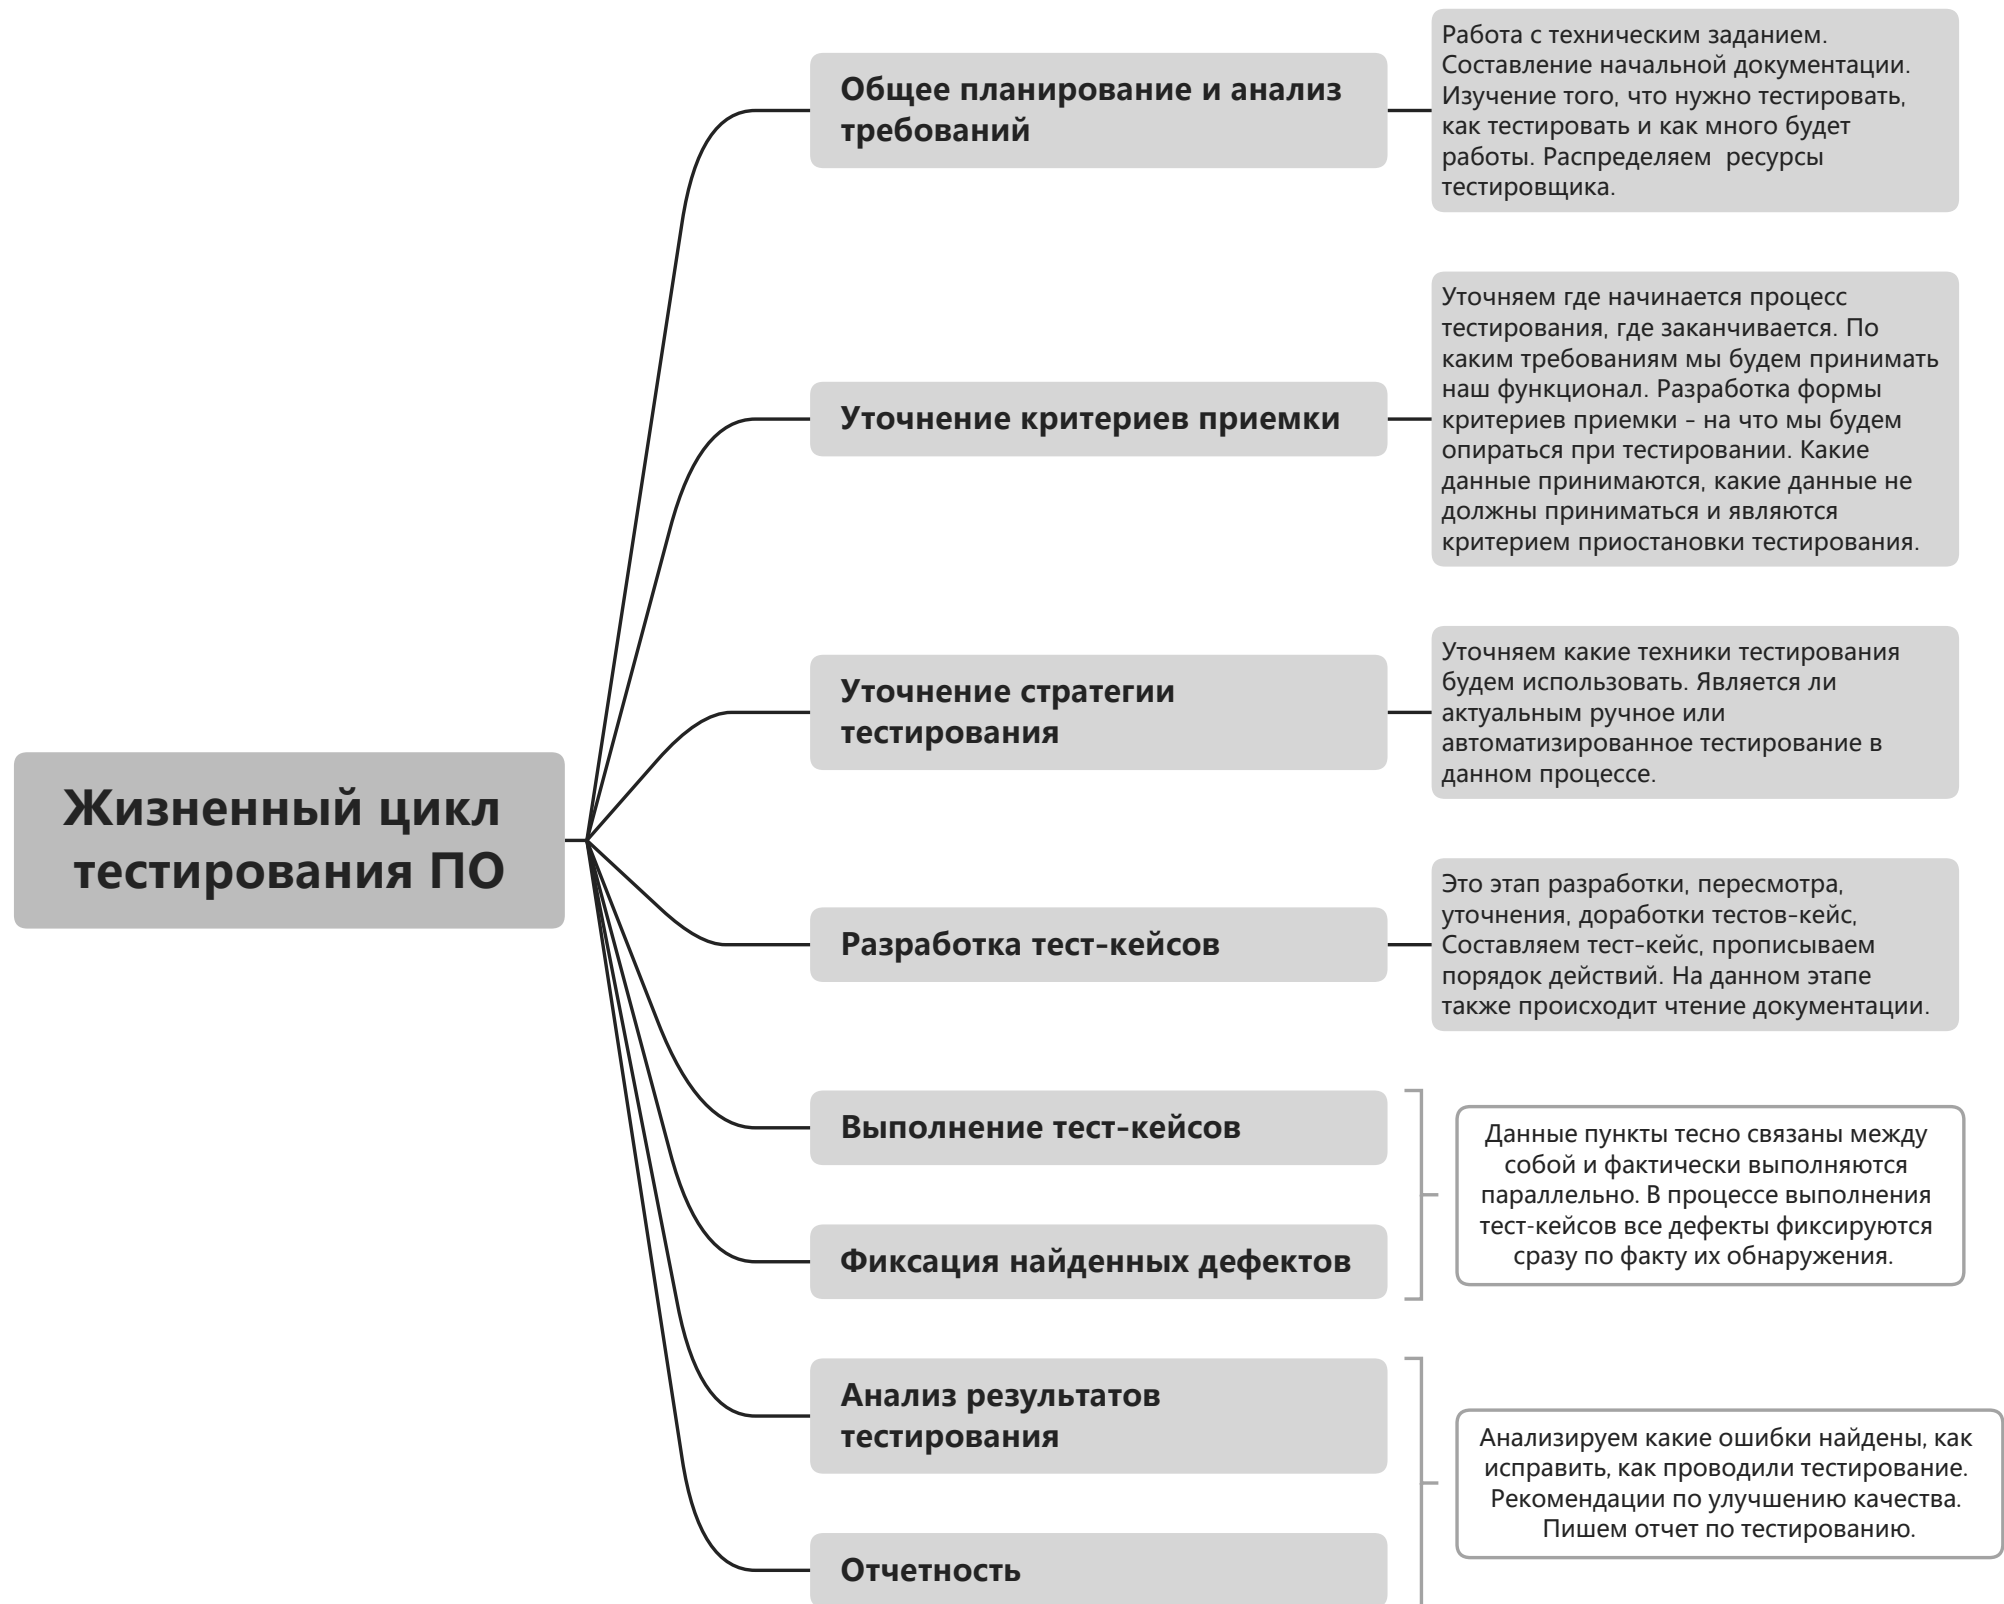 Общее планирование и анализ
требований
Работа с техническим заданием.
Составление начальной документации.
Изучение того, что нужно тестировать,
как тестировать и как много будет
работы. Распределяем  ресурсы
тестировщика.
Уточнение критериев приемки
Уточняем где начинается процесс
тестирования, где заканчивается. По
каким требованиям мы будем принимать
наш функционал. Разработка формы
критериев приемки - на что мы будем
опираться при тестировании. Какие
данные принимаются, какие данные не
должны приниматься и являются
критерием приостановки тестирования.
Уточнение стратегии
тестирования
Уточняем какие техники тестирования
будем использовать. Является ли
актуальным ручное или
автоматизированное тестирование в
данном процессе.
Жизненный цикл
тестирования ПО
Разработка тест-кейсов
Это этап разработки, пересмотра,
уточнения, доработки тестов-кейс,
Составляем тест-кейс, прописываем
порядок действий. На данном этапе
также происходит чтение документации.
Выполнение тест-кейсов
Фиксация найденных дефектов
Данные пункты тесно связаны между
собой и фактически выполняются
параллельно. В процессе выполнения
тест-кейсов все дефекты фиксируются
сразу по факту их обнаружения.
Анализ результатов
тестирования
Отчетность
Анализируем какие ошибки найдены, как
исправить, как проводили тестирование.
Рекомендации по улучшению качества.
Пишем отчет по тестированию.